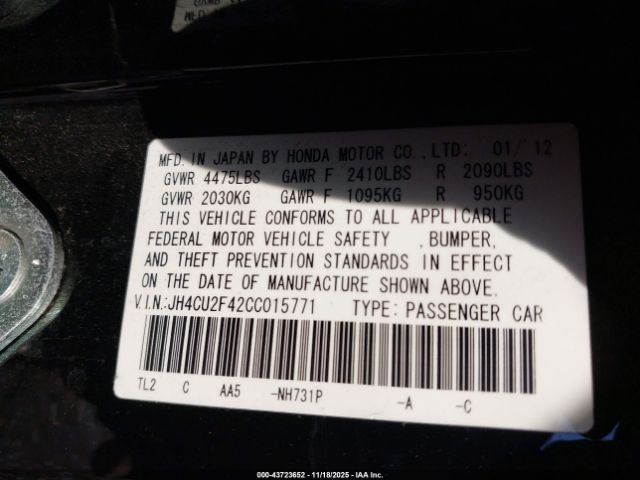 MFD. IN JAPAN BY HONDA MOTOR CO., LTD: 01/'12
GVWR 4475LBS GAWR F 2410LBS R 2090LBS
GVWR 2030KG GAWR F 1095KG R 950KG
THIS VEHICLE CONFORMS TO ALL APPLICABLE
FEDERAL MOTOR VEHICLE SAFETY , BUMPER,
AND THEFT PREVENTION STANDARDS IN EFFECT
ON THE DATE OF MANUFACTURE SHOWN ABOVE.
V.I.N.:JH4CU2F42CC015771 TYPE: PASSENGER CAR
TL2 C AA5 -NH731P -A -C
000-43723652 - 11/18/2025 - IAA Inc.